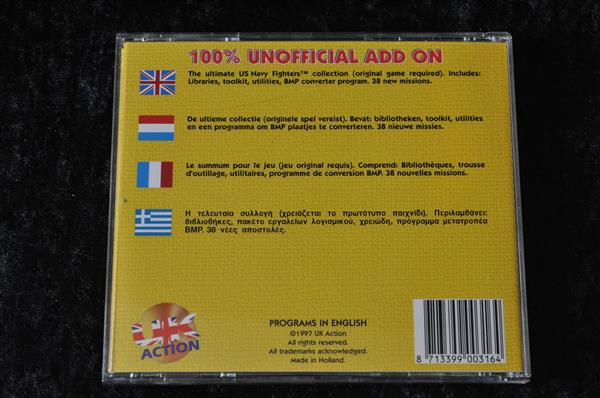 100% UNOFFICIAL ADD ON
The ultimate US Navy Fighters™ collection (original game required). Includes:
Libraries, toolkit, utilities, BMP converter program. 38 new missions.
De ultieme collectie (originele spel vereist). Bevat: bibliotheken, toolkit, utilities
en een programma om BMP plaatjes te converteren. 38 nieuwe missies.
Le summum pour le jeu (jeu original requis). Comprend: Bibliothèques, trousse
d'outillage, utilitaires, programme de conversion BMP. 38 nouvelles missions.
Η τελευταία συλλογή (χρειάζεται το πρωτότυπο παιχνίδι). Περιλαμβάνει:
βιβλιοθήκες, πακέτο εργαλείων λογισμικού, χρειώδη, πρόγραμμα μετατροπέα
BMP. 38 νέες αποστολές.
UK
ACTION
PROGRAMS IN ENGLISH
©1997 UK Action
All rights reserved.
All trademarks acknowledged.
Made in Holland.
8 713399 003164